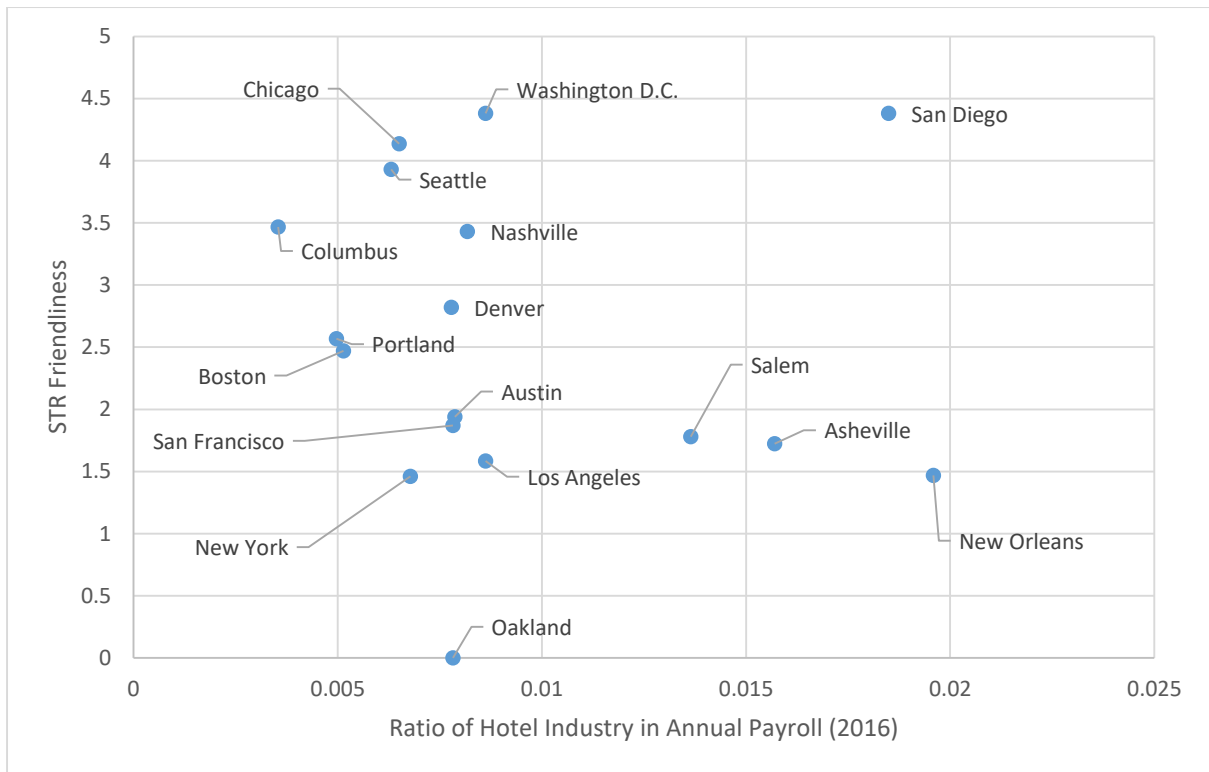 5
4.5
4
3.5
3
2.5
2
1.5
1
0.5
0
STR Friendliness
Chicago
Washington D.C.
San Diego
Seattle
Columbus
Nashville
Denver
Portland
Boston
Salem
Austin
San Francisco
Asheville
Los Angeles
New York
New Orleans
Oakland
0 0.005 0.01 0.015 0.02 0.025
Ratio of Hotel Industry in Annual Payroll (2016)